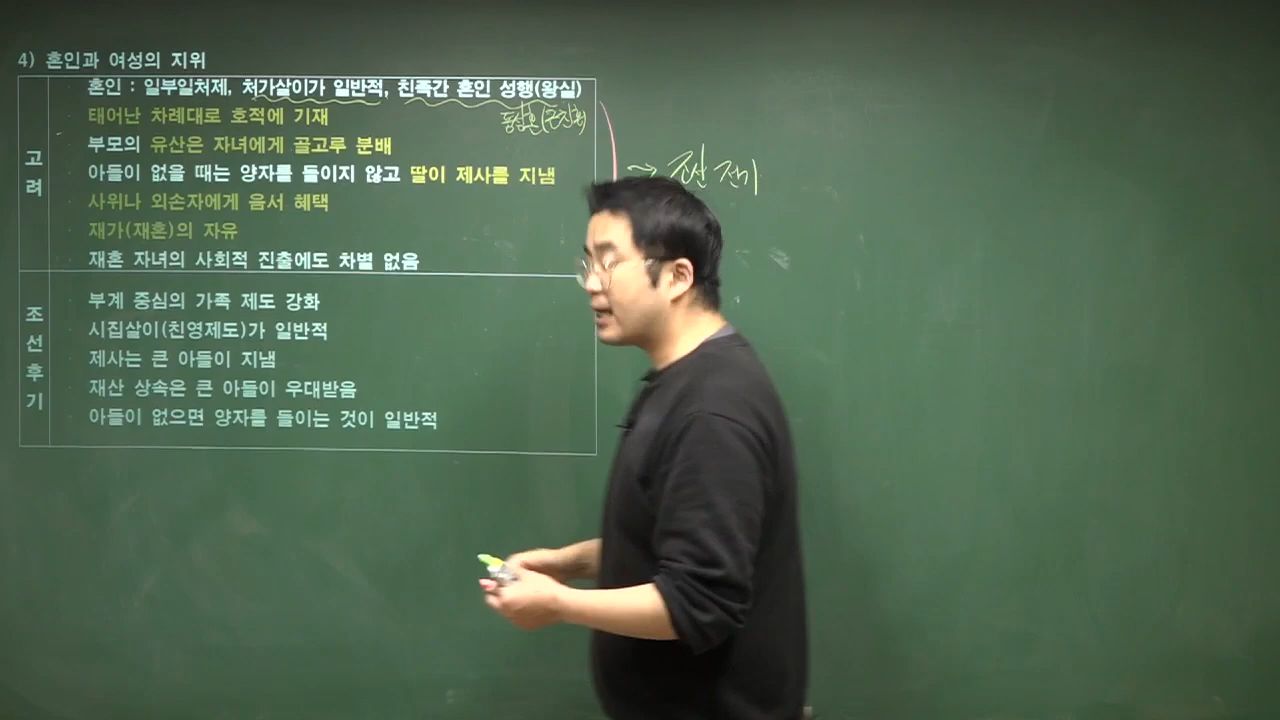 4) 혼인과 여성의 지위
고려
혼인 : 일부일처제, 처가살이가 일반적, 친족간 혼인 성행(왕실)
태어난 차례대로 호적에 기재
부모의 유산은 자녀에게 골고루 분배
아들이 없을 때는 양자를 들이지 않고 딸이 제사를 지냄
→ 조선 전기
사위나 외손자에게 음서 혜택
재가(재혼)의 자유
재혼 자녀의 사회적 진출에도 차별 없음
조선후기
부계 중심의 가족 제도 강화
시집살이(친영제도)가 일반적
제사는 큰 아들이 지냄
재산 상속은 큰 아들이 우대받음
아들이 없으면 양자를 들이는 것이 일반적